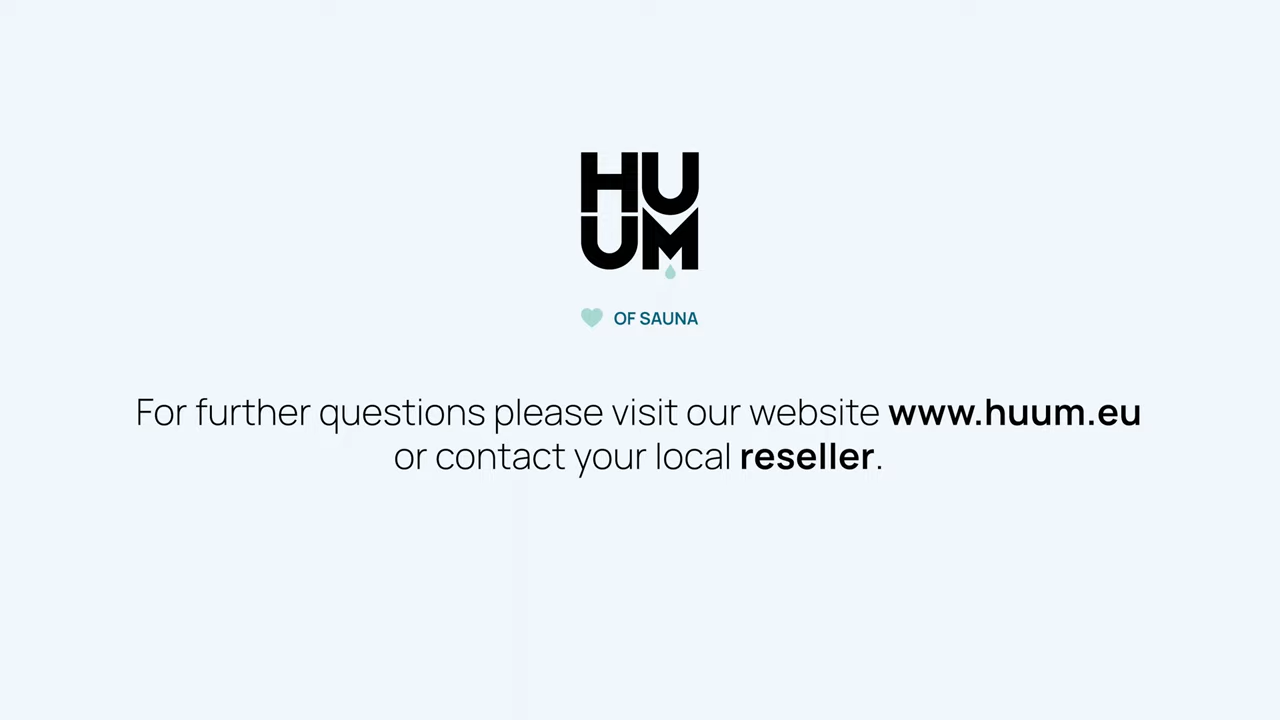 HU
UM
OF SAUNA
For further questions please visit our website www.huum.eu
or contact your local reseller.